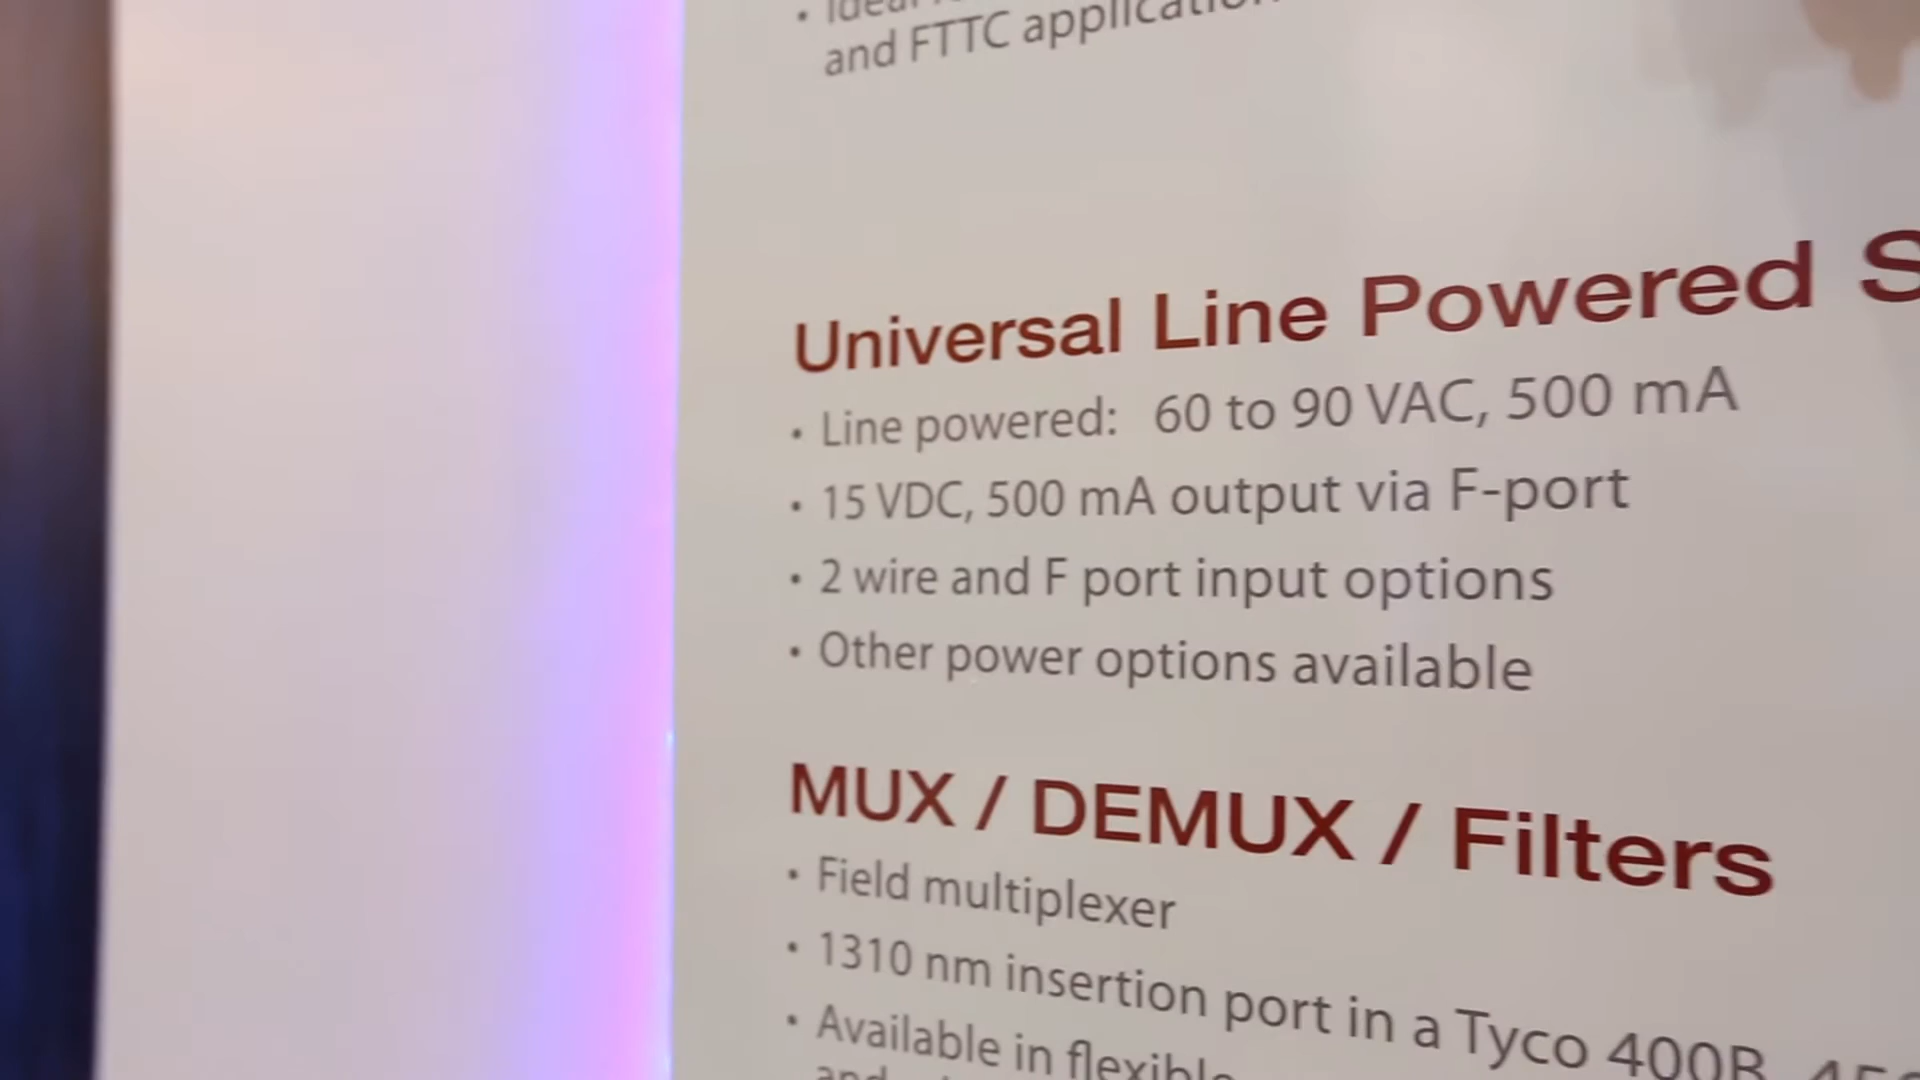 • Ideal
and FTTC
Universal Line Powered
• Line powered: 60 to 90 VAC, 500 mA
• 15 VDC, 500 mA output via F-port
• 2 wire and F port input options
• Other power options available
MUX / DEMUX / Filters
• Field multiplexer
• 1310 nm insertion port in a Tyco 400B,
• Available in